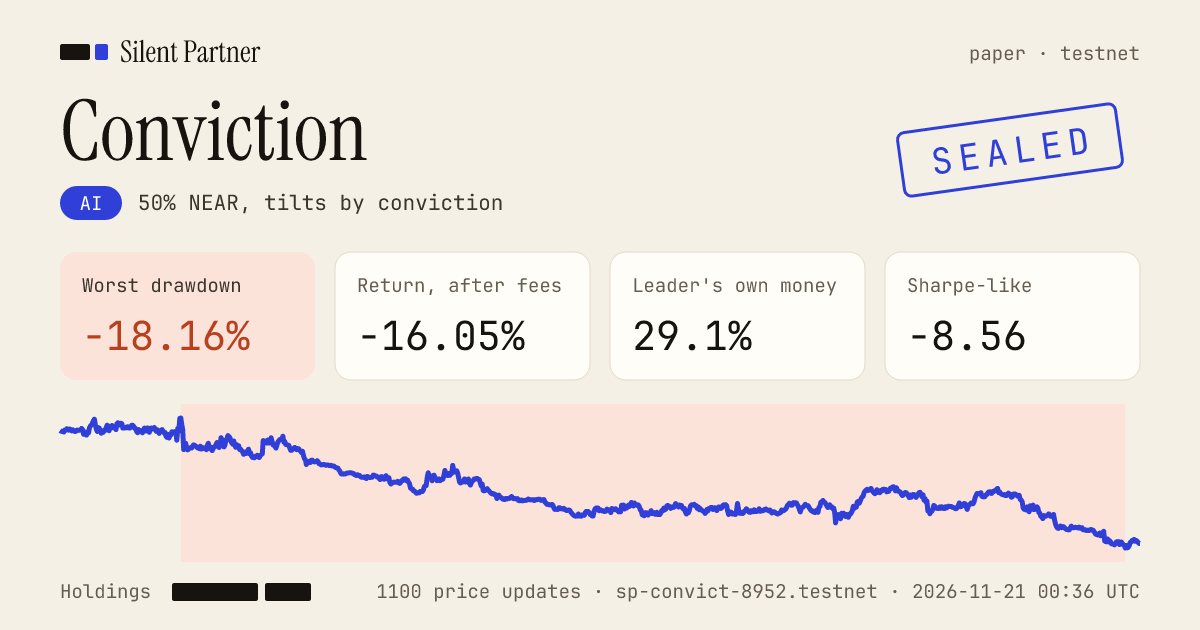 Silent Partner
paper · testnet
Conviction
SEALED
AI 50% NEAR, tilts by conviction
Worst drawdown
-18.16%
Return, after fees
-16.05%
Leader's own money
29.1%
Sharpe-like
-8.56
Holdings
1100 price updates · sp-convict-8952.testnet · 2026-11-21 00:36 UTC